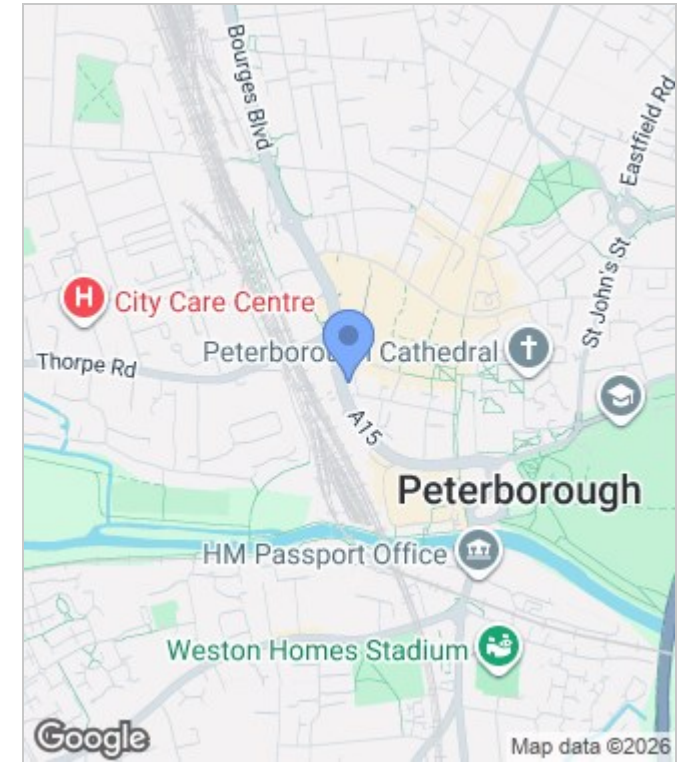 Bourges Blvd
Eastfield Rd
City Care Centre
St John's St
Peterborough Cathedral
Thorpe Rd
A15
Peterborough
HM Passport Office
Weston Homes Stadium
Google
Map data ©2026